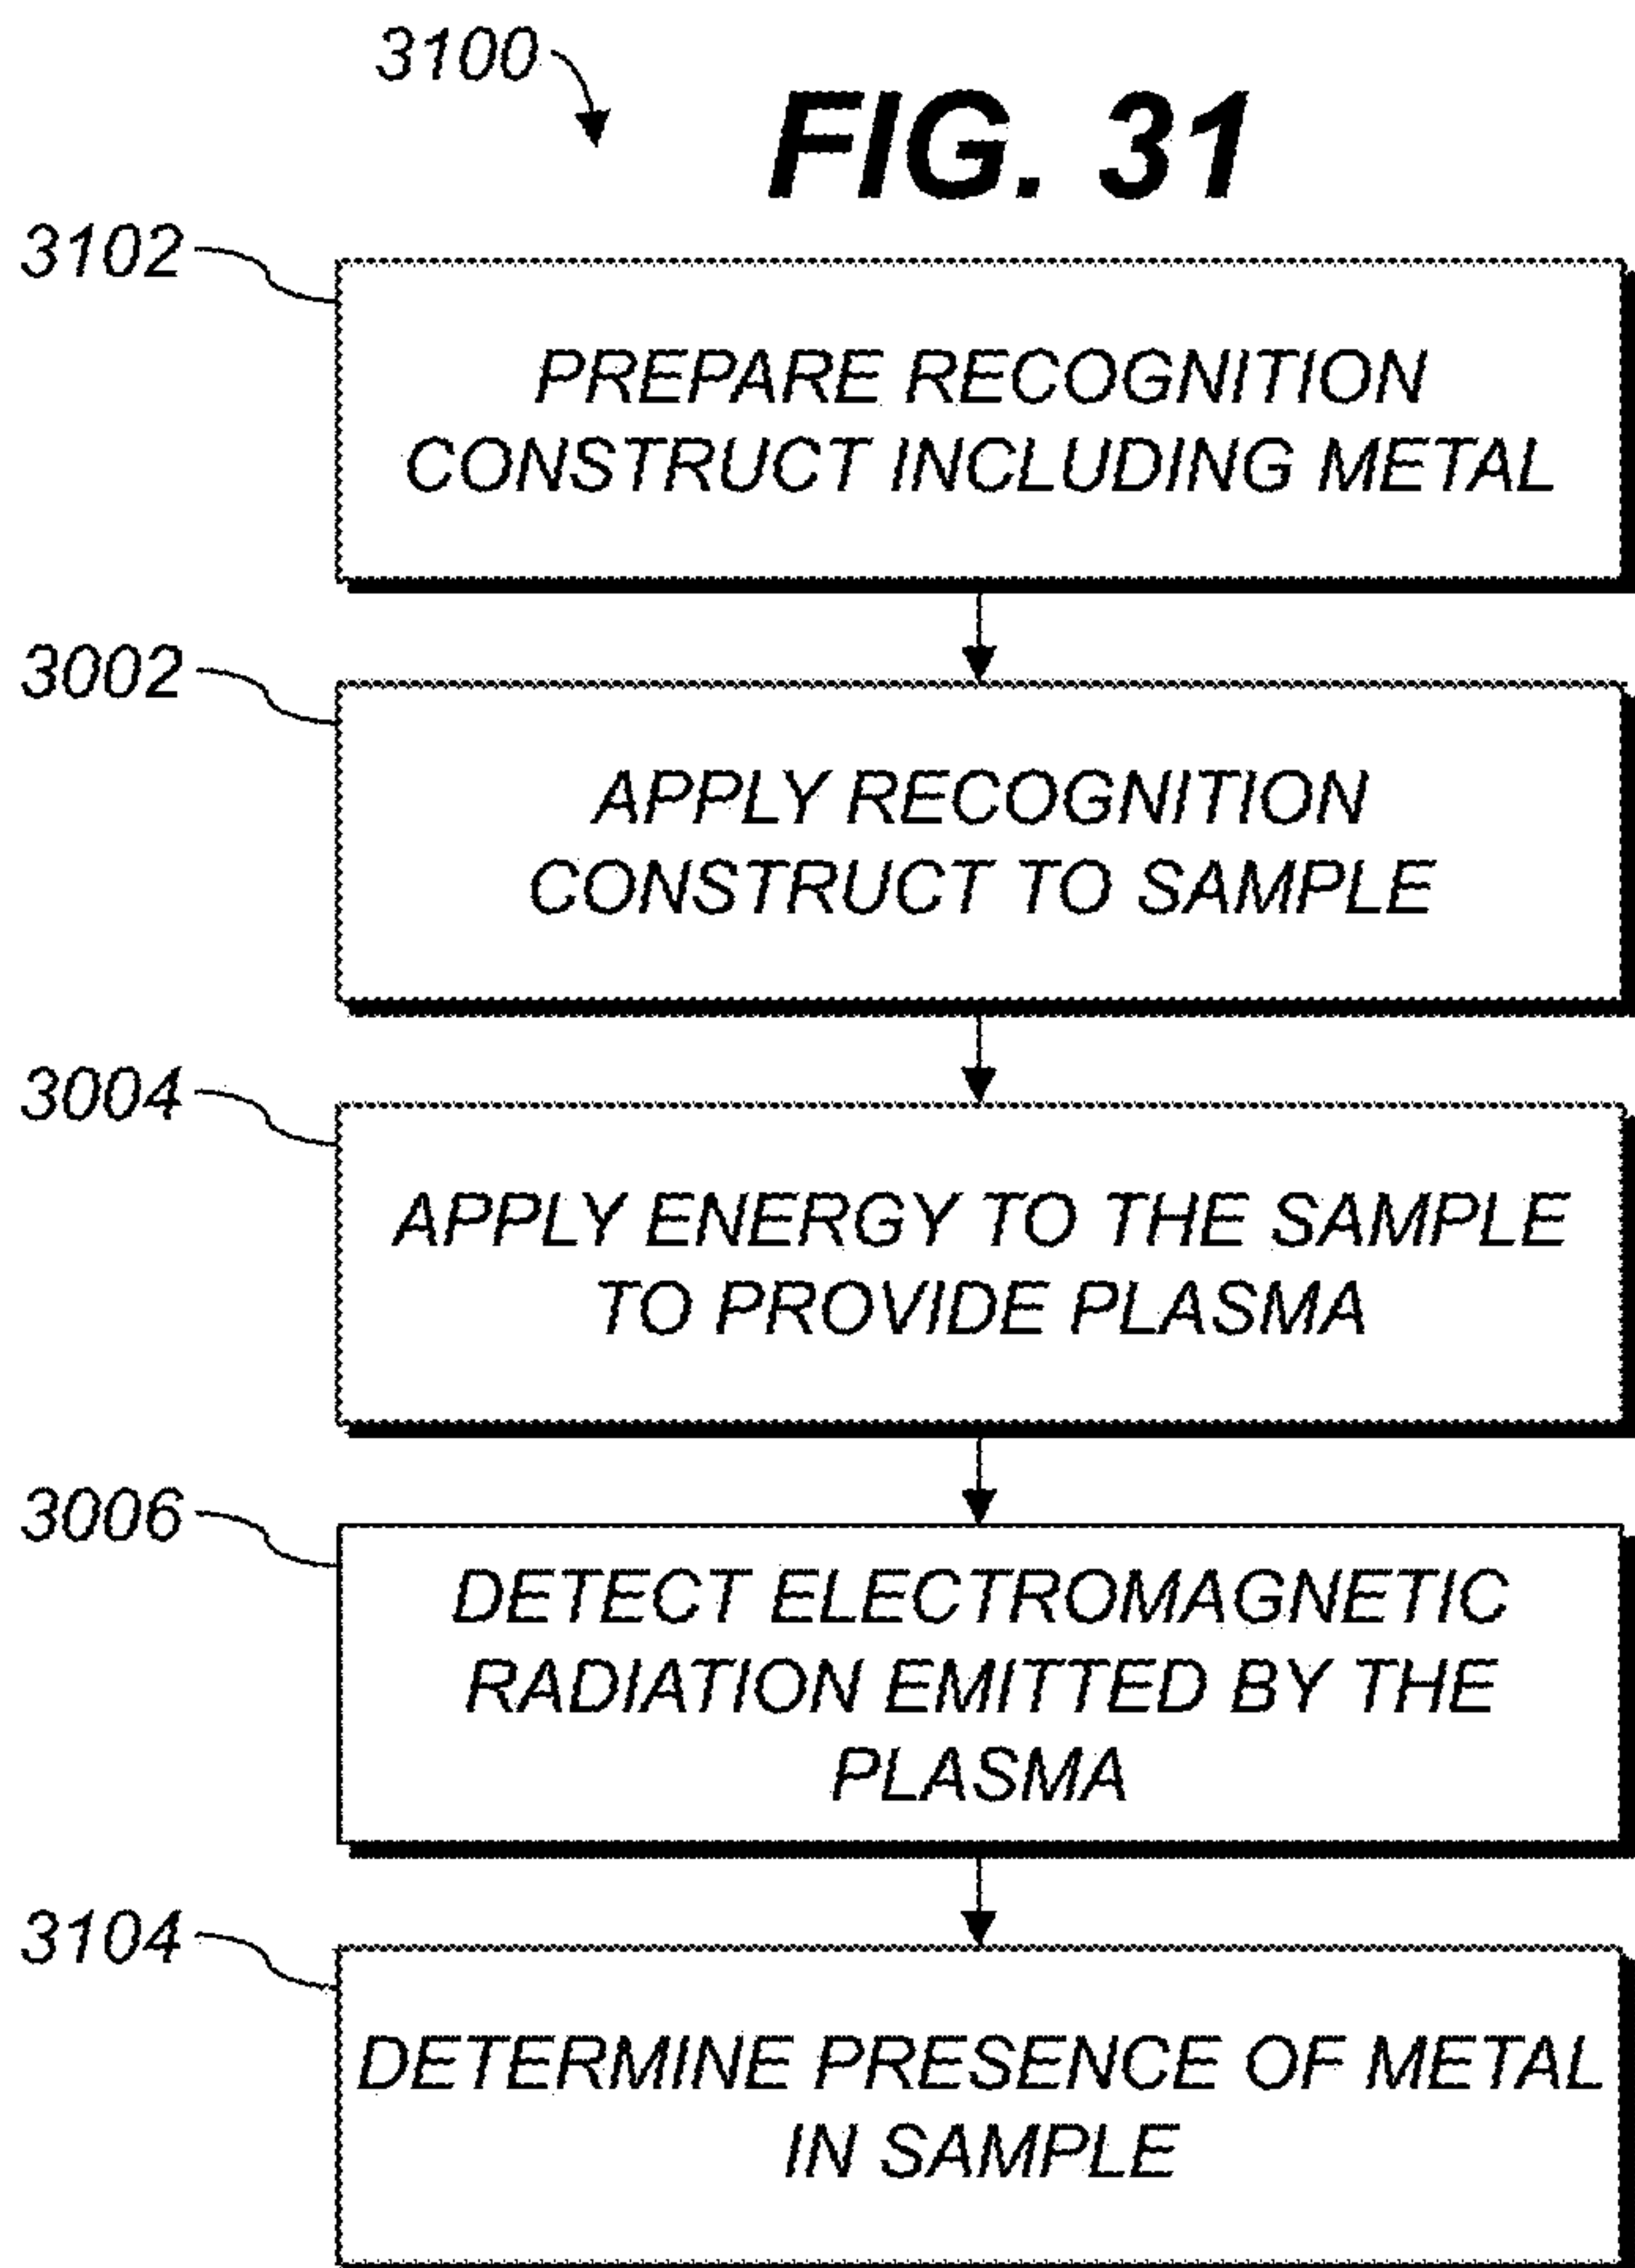 3100
FIG. 31
3102
PREPARE RECOGNITION
CONSTRUCT INCLUDING METAL
3002
APPLY RECOGNITION
CONSTRUCT TO SAMPLE
3004
APPLY ENERGY TO THE SAMPLE
TO PROVIDE PLASMA
3006
DETECT ELECTROMAGNETIC
RADIATION EMITTED BY THE
PLASMA
3104
DETERMINE PRESENCE OF METAL
IN SAMPLE